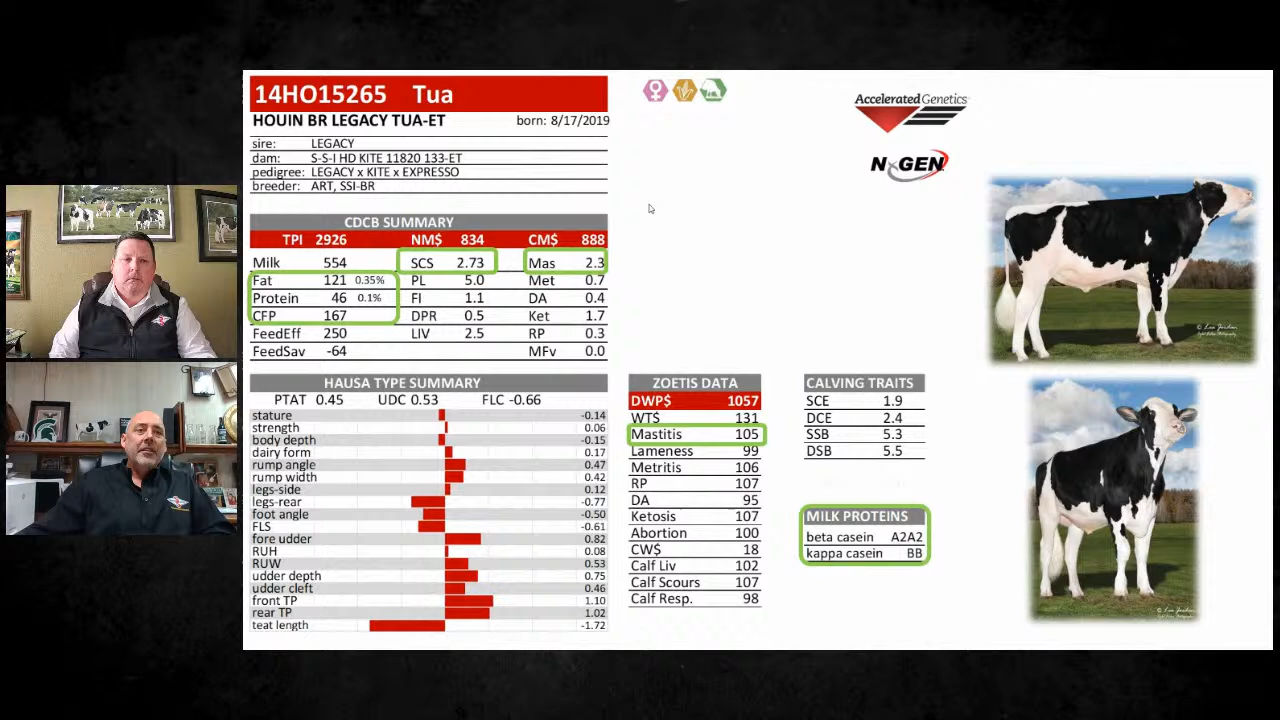 14HO15265 Tua
HOUIN BR LEGACY TUA-ET born: 8/17/2019
sire: LEGACY
dam: S-S-I HD KITE 11820 133-ET
pedigree: LEGACY x KITE x EXPRESSO
breeder: ART, SSI-BR
CDCB SUMMARY
TPI 2926 NM$ 834 CM$ 888
Milk 554 SCS 2.73 Mas 2.3
Fat 121 0.35% PL 5.0 Met 0.7
Protein 46 0.1% FI 1.1 DA 0.4
CFP 167 DPR 0.5 Ket 1.7
FeedEff 250 LIV 2.5 RP 0.3
FeedSav -64 MFv 0.0
HAUSA TYPE SUMMARY
PTAT 0.45 UDC 0.53 FLC -0.66
stature -0.14
strength 0.06
body depth -0.15
dairy form 0.17
rump angle 0.47
rump width 0.42
legs-side 0.12
legs-rear -0.77
foot angle -0.50
FLS -0.61
fore udder 0.82
RUH 0.08
RUW 0.53
udder depth 0.75
udder cleft 0.46
front TP 1.10
rear TP 1.02
teat length -1.72
ZOETIS DATA
DWP$ 1057
WT$ 131
Mastitis 105
Lameness 99
Metritis 106
RP 107
DA 95
Ketosis 107
Abortion 100
CW$ 18
Calf Liv 102
Calf Scours 107
Calf Resp. 98
CALVING TRAITS
SCE 1.9
DCE 2.4
SSB 5.3
DSB 5.5
MILK PROTEINS
beta casein A2A2
kappa casein BB
Accelerated Genetics
NxGEN